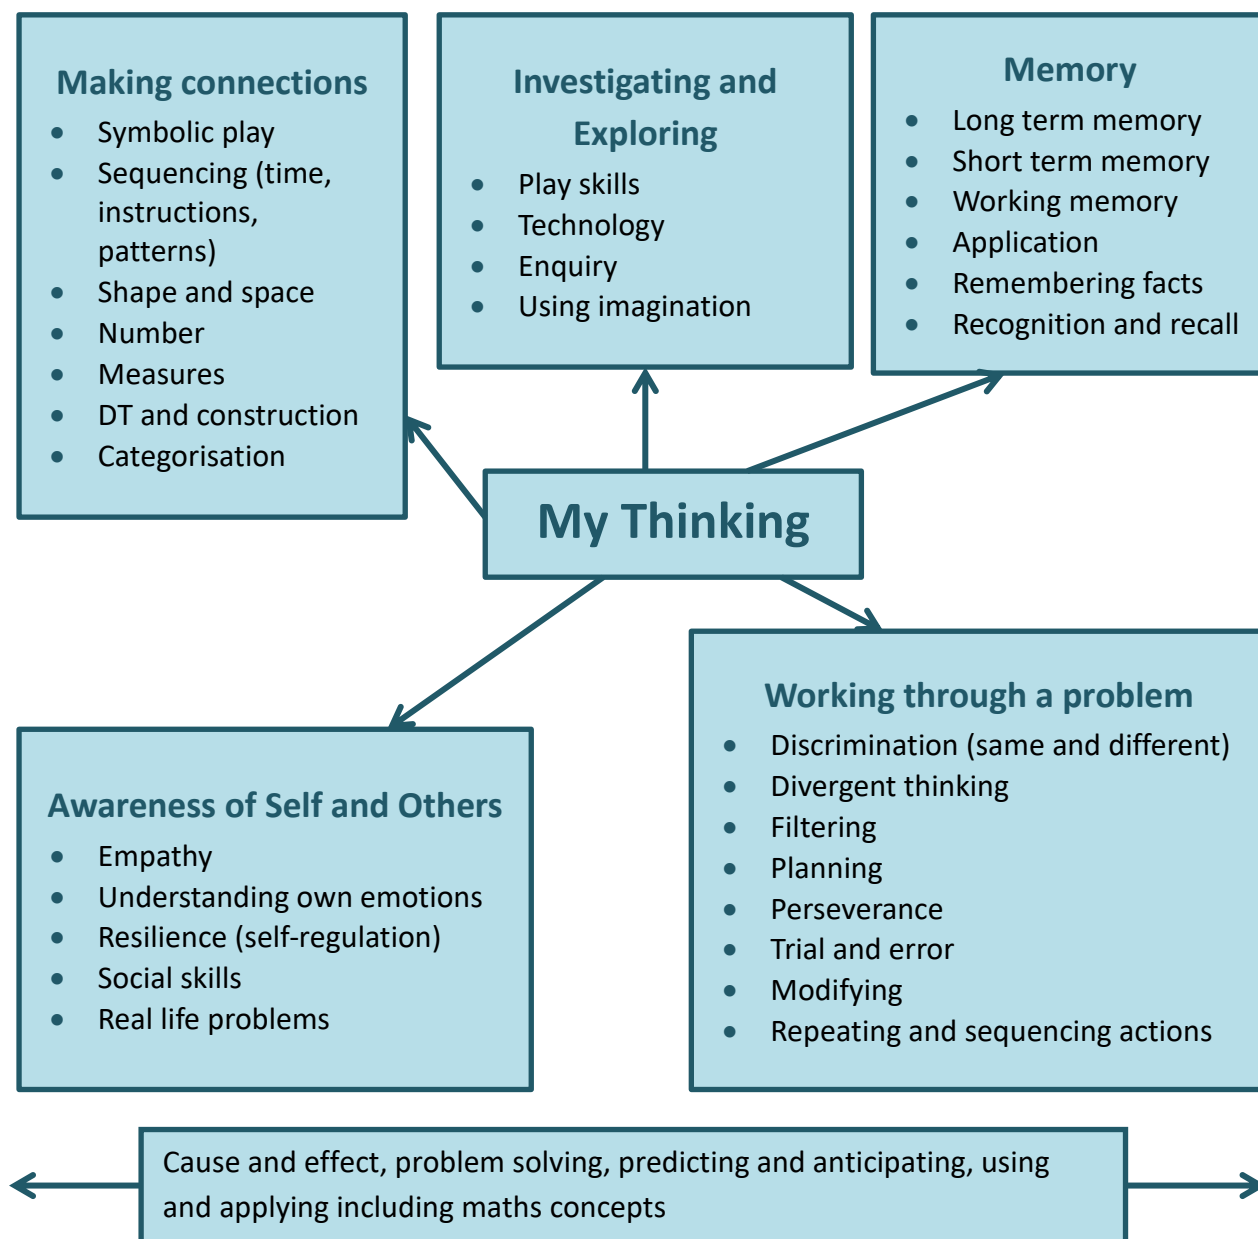 Making connections
• Symbolic play
• Sequencing (time,
instructions,
patterns)
• Shape and space
• Number
• Measures
• DT and construction
• Categorisation
Investigating and
Exploring
• Play skills
• Technology
• Enquiry
• Using imagination
Memory
• Long term memory
• Short term memory
• Working memory
• Application
• Remembering facts
• Recognition and recall
My Thinking
Awareness of Self and Others
• Empathy
• Understanding own emotions
• Resilience (self-regulation)
• Social skills
• Real life problems
Working through a problem
• Discrimination (same and different)
• Divergent thinking
• Filtering
• Planning
• Perseverance
• Trial and error
• Modifying
• Repeating and sequencing actions
Cause and effect, problem solving, predicting and anticipating, using
and applying including maths concepts